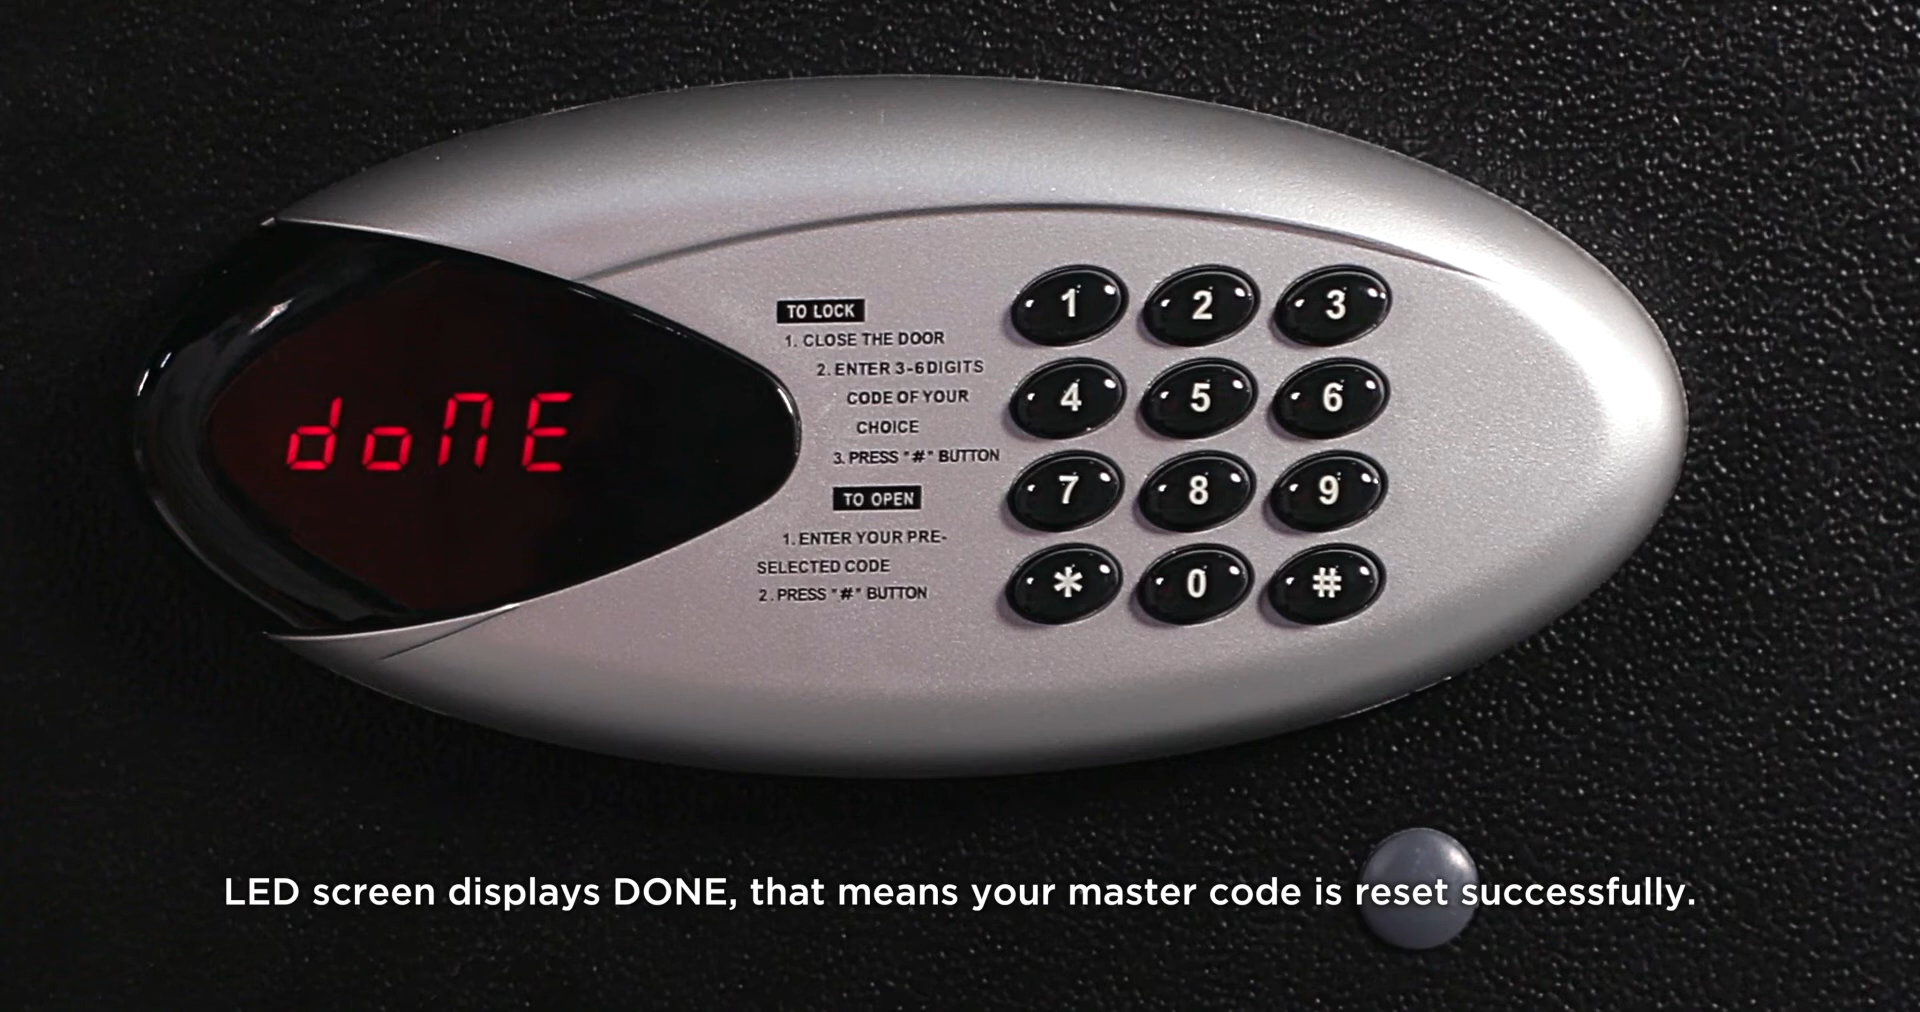 doNE
TO LOCK
1. CLOSE THE DOOR
2. ENTER 3-6 DIGITS
CODE OF YOUR
CHOICE
3. PRESS "#" BUTTON
TO OPEN
1. ENTER YOUR PRE-
SELECTED CODE
2. PRESS "#" BUTTON
1 2 3
4 5 6
7 8 9
* 0 #
LED screen displays DONE, that means your master code is reset successfully.